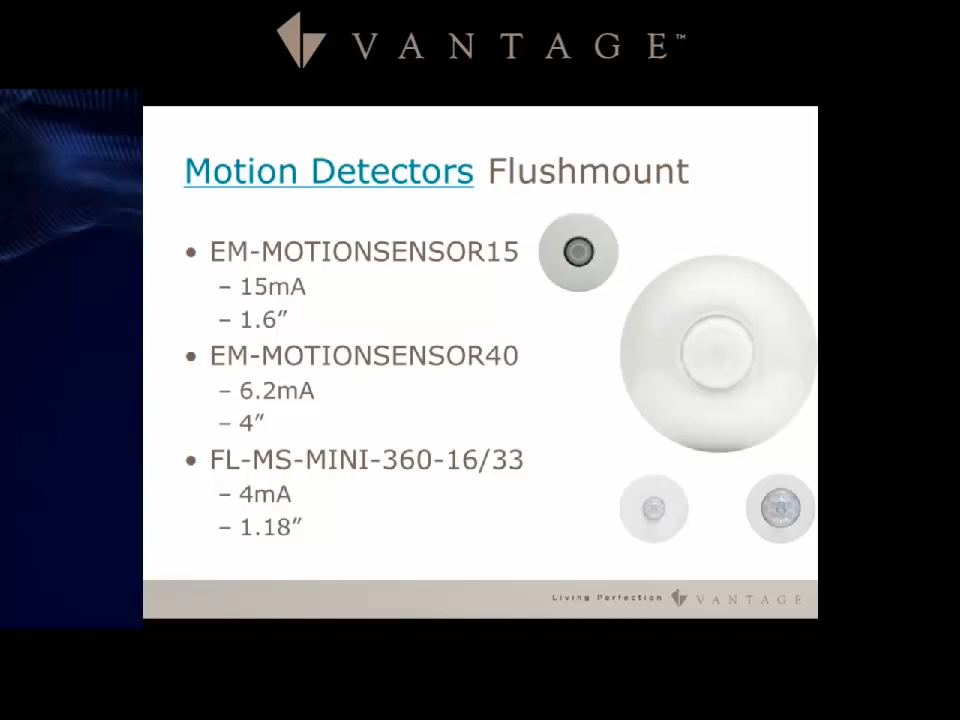 VANTAGE™
Motion Detectors Flushmount
• EM-MOTIONSENSOR15
– 15mA
– 1.6”
• EM-MOTIONSENSOR40
– 6.2mA
– 4”
• FL-MS-MINI-360-16/33
– 4mA
– 1.18”
Living Perfection VANTAGE